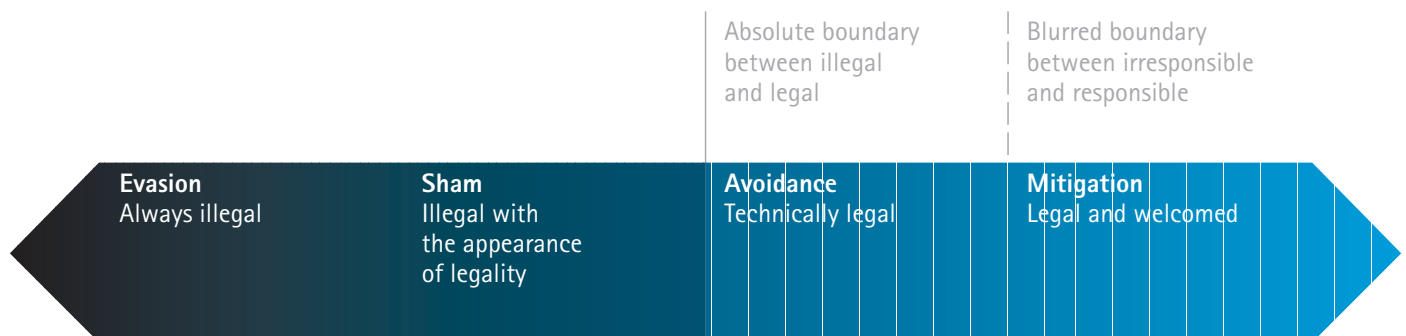 Absolute boundary
between illegal
and legal
Blurred boundary
between irresponsible
and responsible
Evasion
Always illegal
Sham
Illegal with
the appearance
of legality
Avoidance
Technically legal
Mitigation
Legal and welcomed